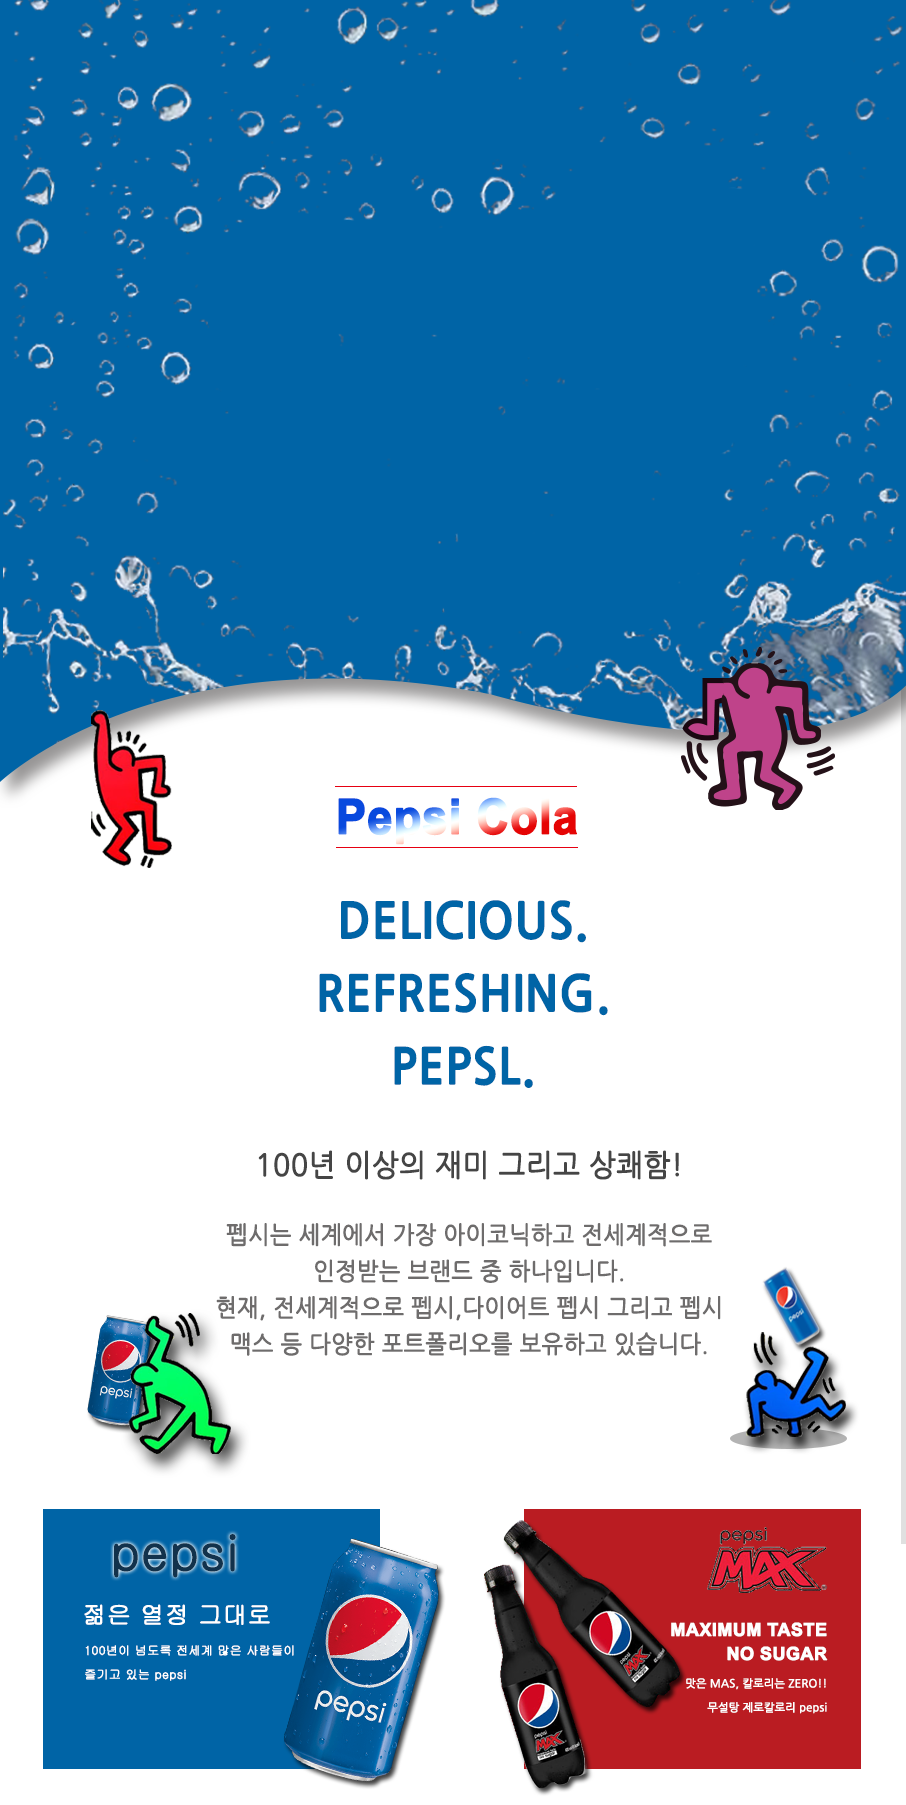 Pepsi Cola
DELICIOUS.
REFRESHING.
PEPSL.
100년 이상의 재미 그리고 상쾌함!
펩시는 세계에서 가장 아이코닉하고 전세계적으로
인정받는 브랜드 중 하나입니다.
현재, 전세계적으로 펩시,다이어트 펩시 그리고 펩시
맥스 등 다양한 포트폴리오를 보유하고 있습니다.
pepsi
pepsi
pepsi
젊은 열정 그대로
100년이 넘도록 전세계 많은 사람들이
즐기고 있는 pepsi
pepsi
pepsi
MAX
MAXIMUM TASTE
NO SUGAR
맛은 MAS, 칼로리는 ZERO!!
무설탕 제로칼로리 pepsi
pepsi
MAX
pepsi
MAX